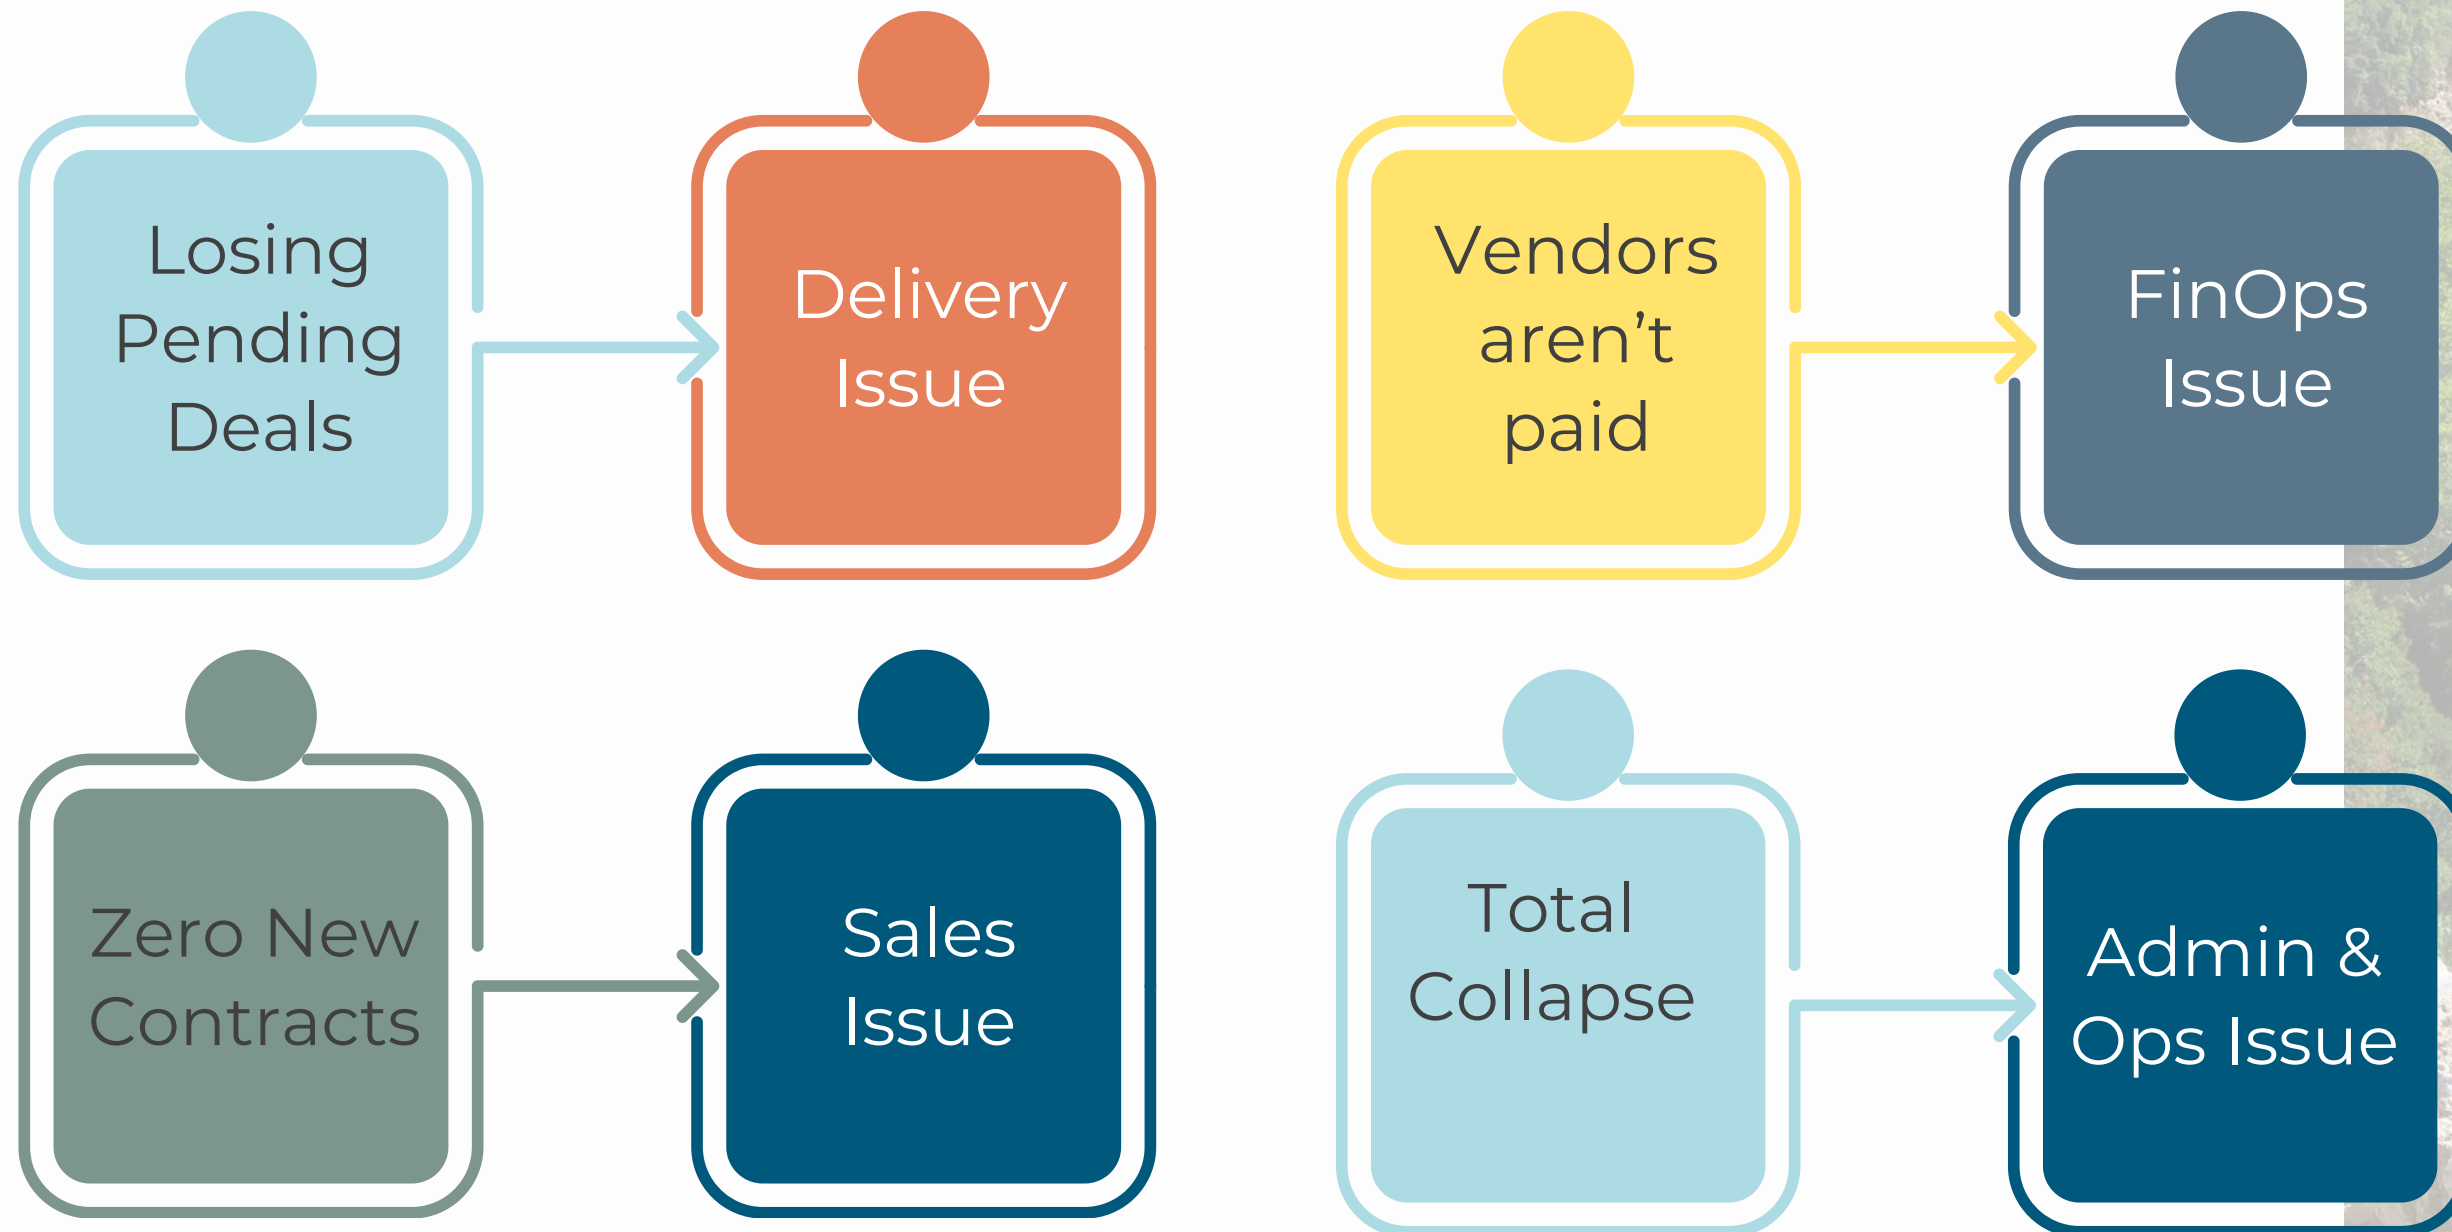 Losing
Pending
Deals
Delivery
Issue
Vendors
aren’t
paid
FinOps
Issue
Zero New
Contracts
Sales
Issue
Total
Collapse
Admin &
Ops Issue